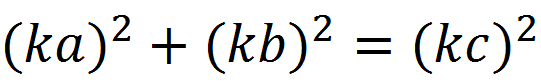 (ka)² + (kb)² = (kc)²